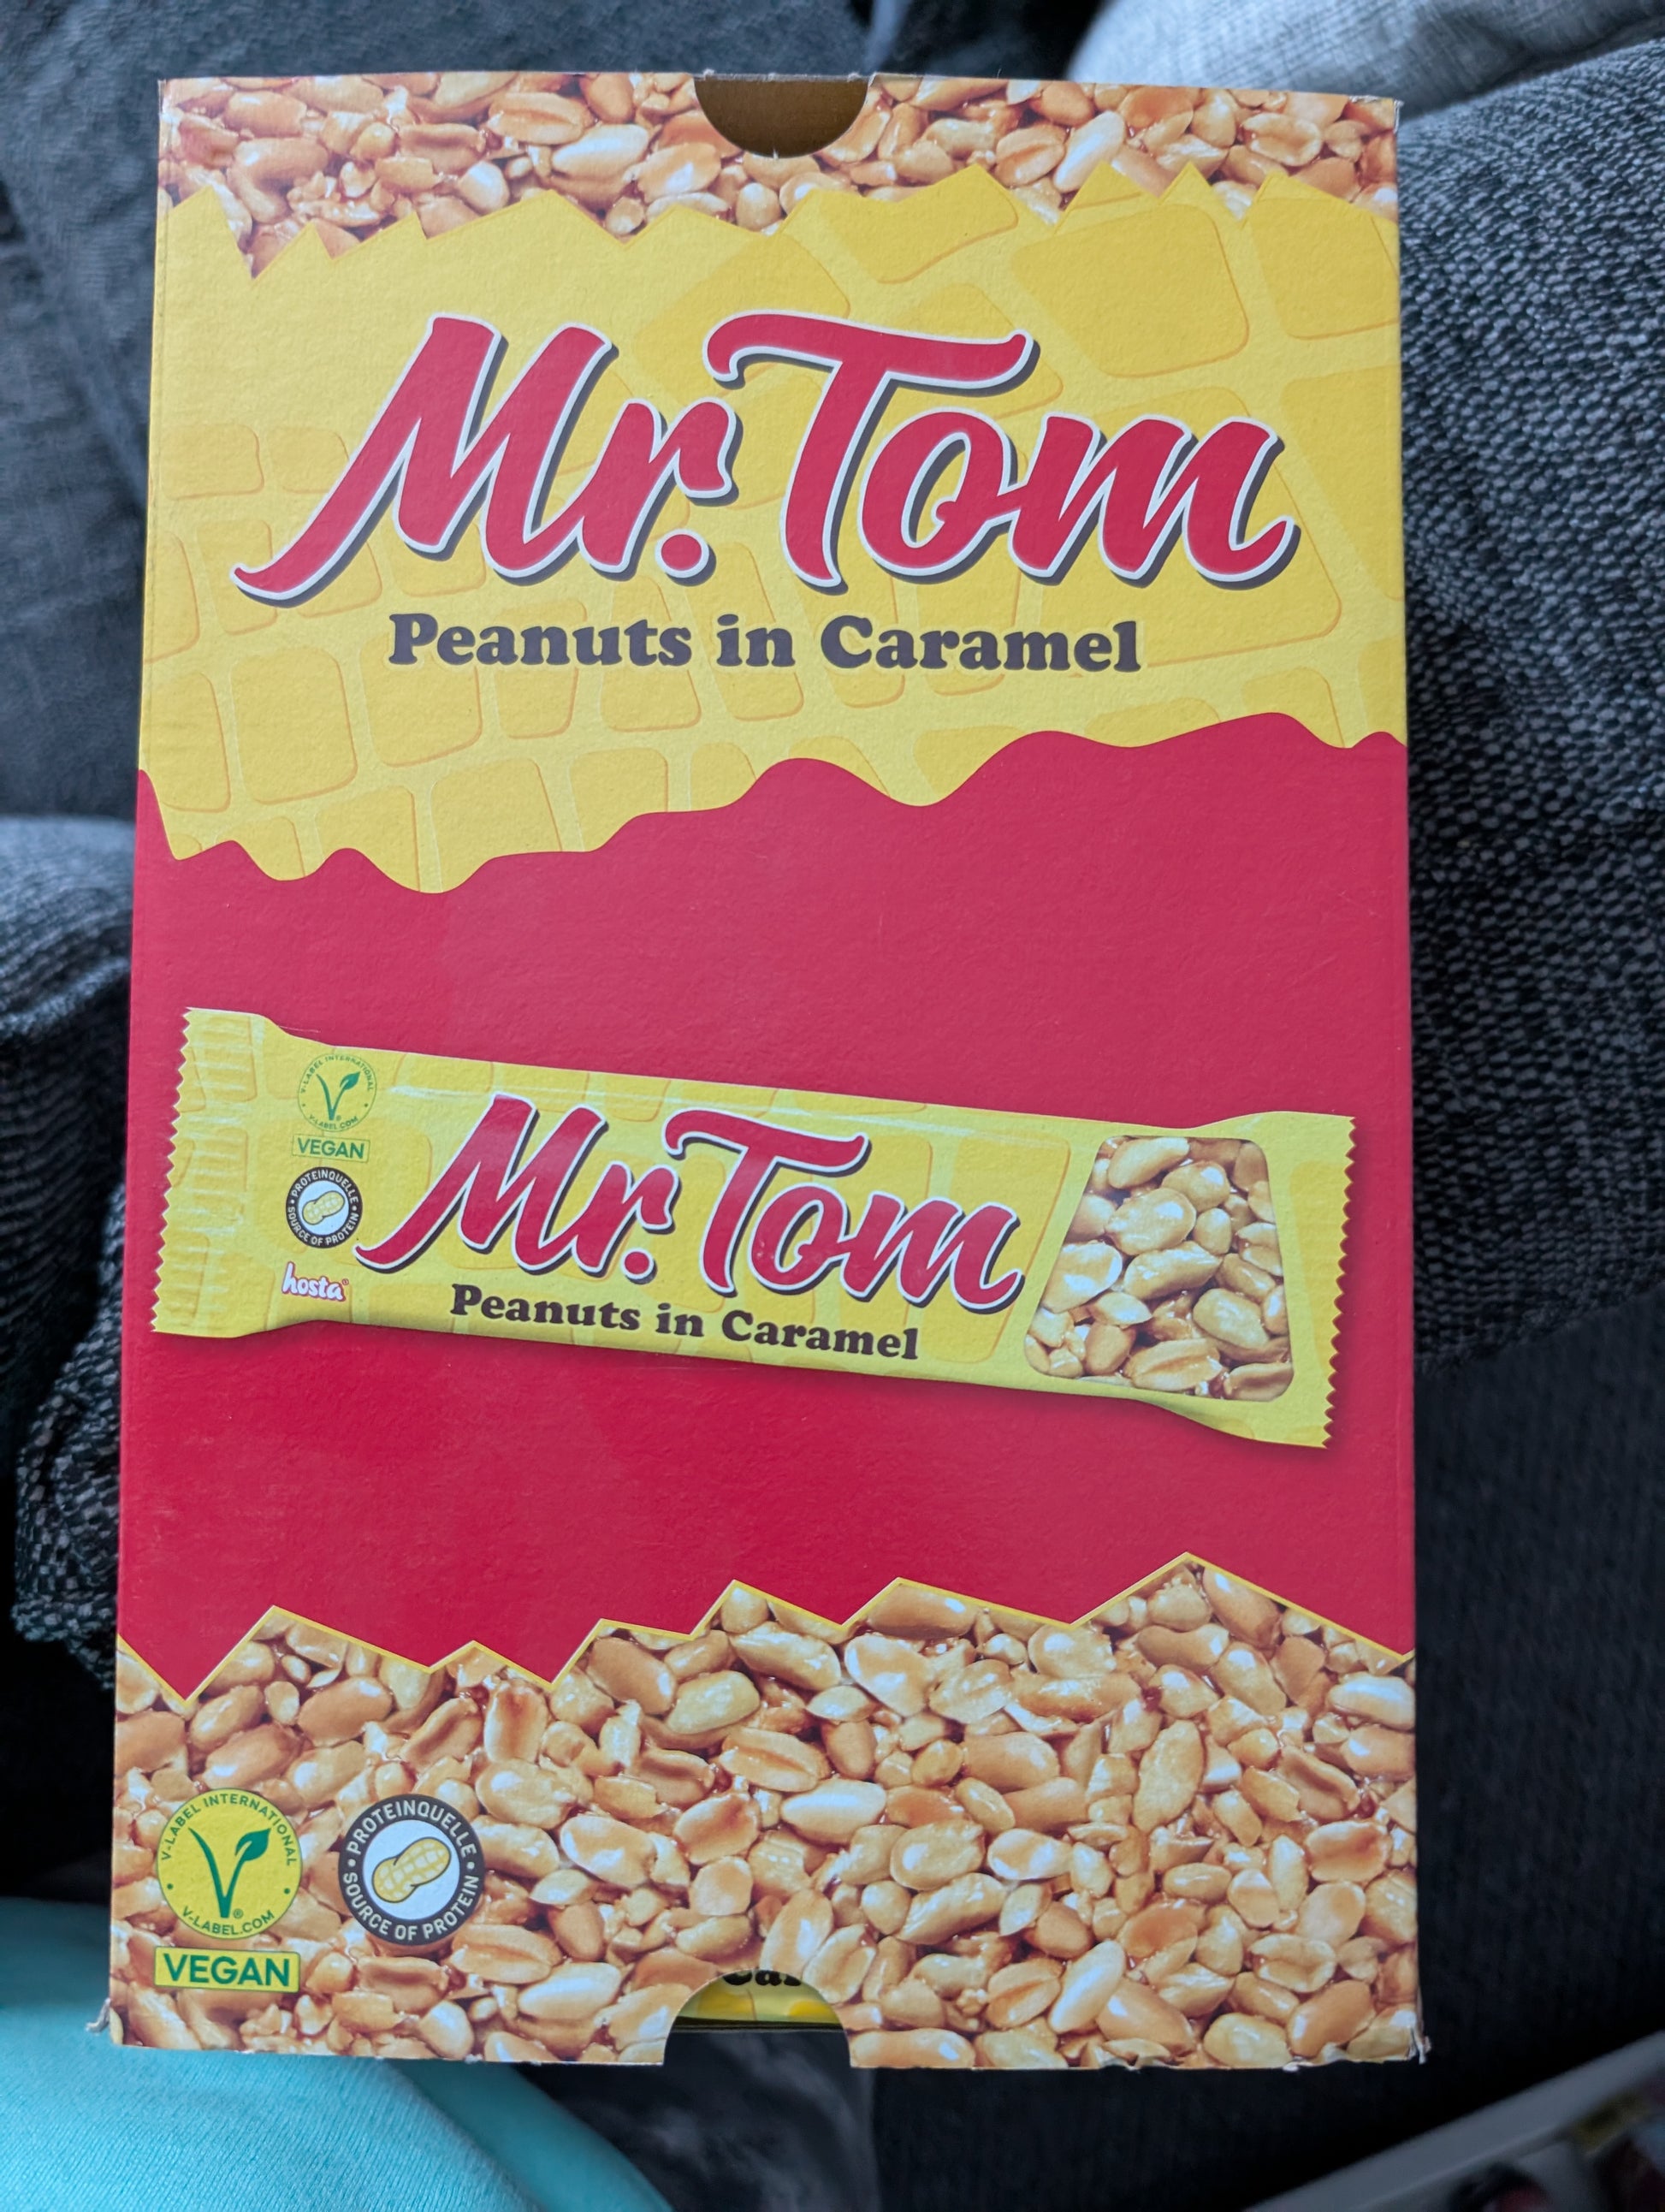 Mr. Tom
Peanuts in Caramel
V-LABEL INTERNATIONAL
V-LABEL.COM
VEGAN
PROTEINQUELLE
SOURCE OF PROTEIN
hosta®
Mr. Tom
Peanuts in Caramel
V-LABEL INTERNATIONAL
®
V-LABEL.COM
VEGAN
PROTEINQUELLE
SOURCE OF PROTEIN